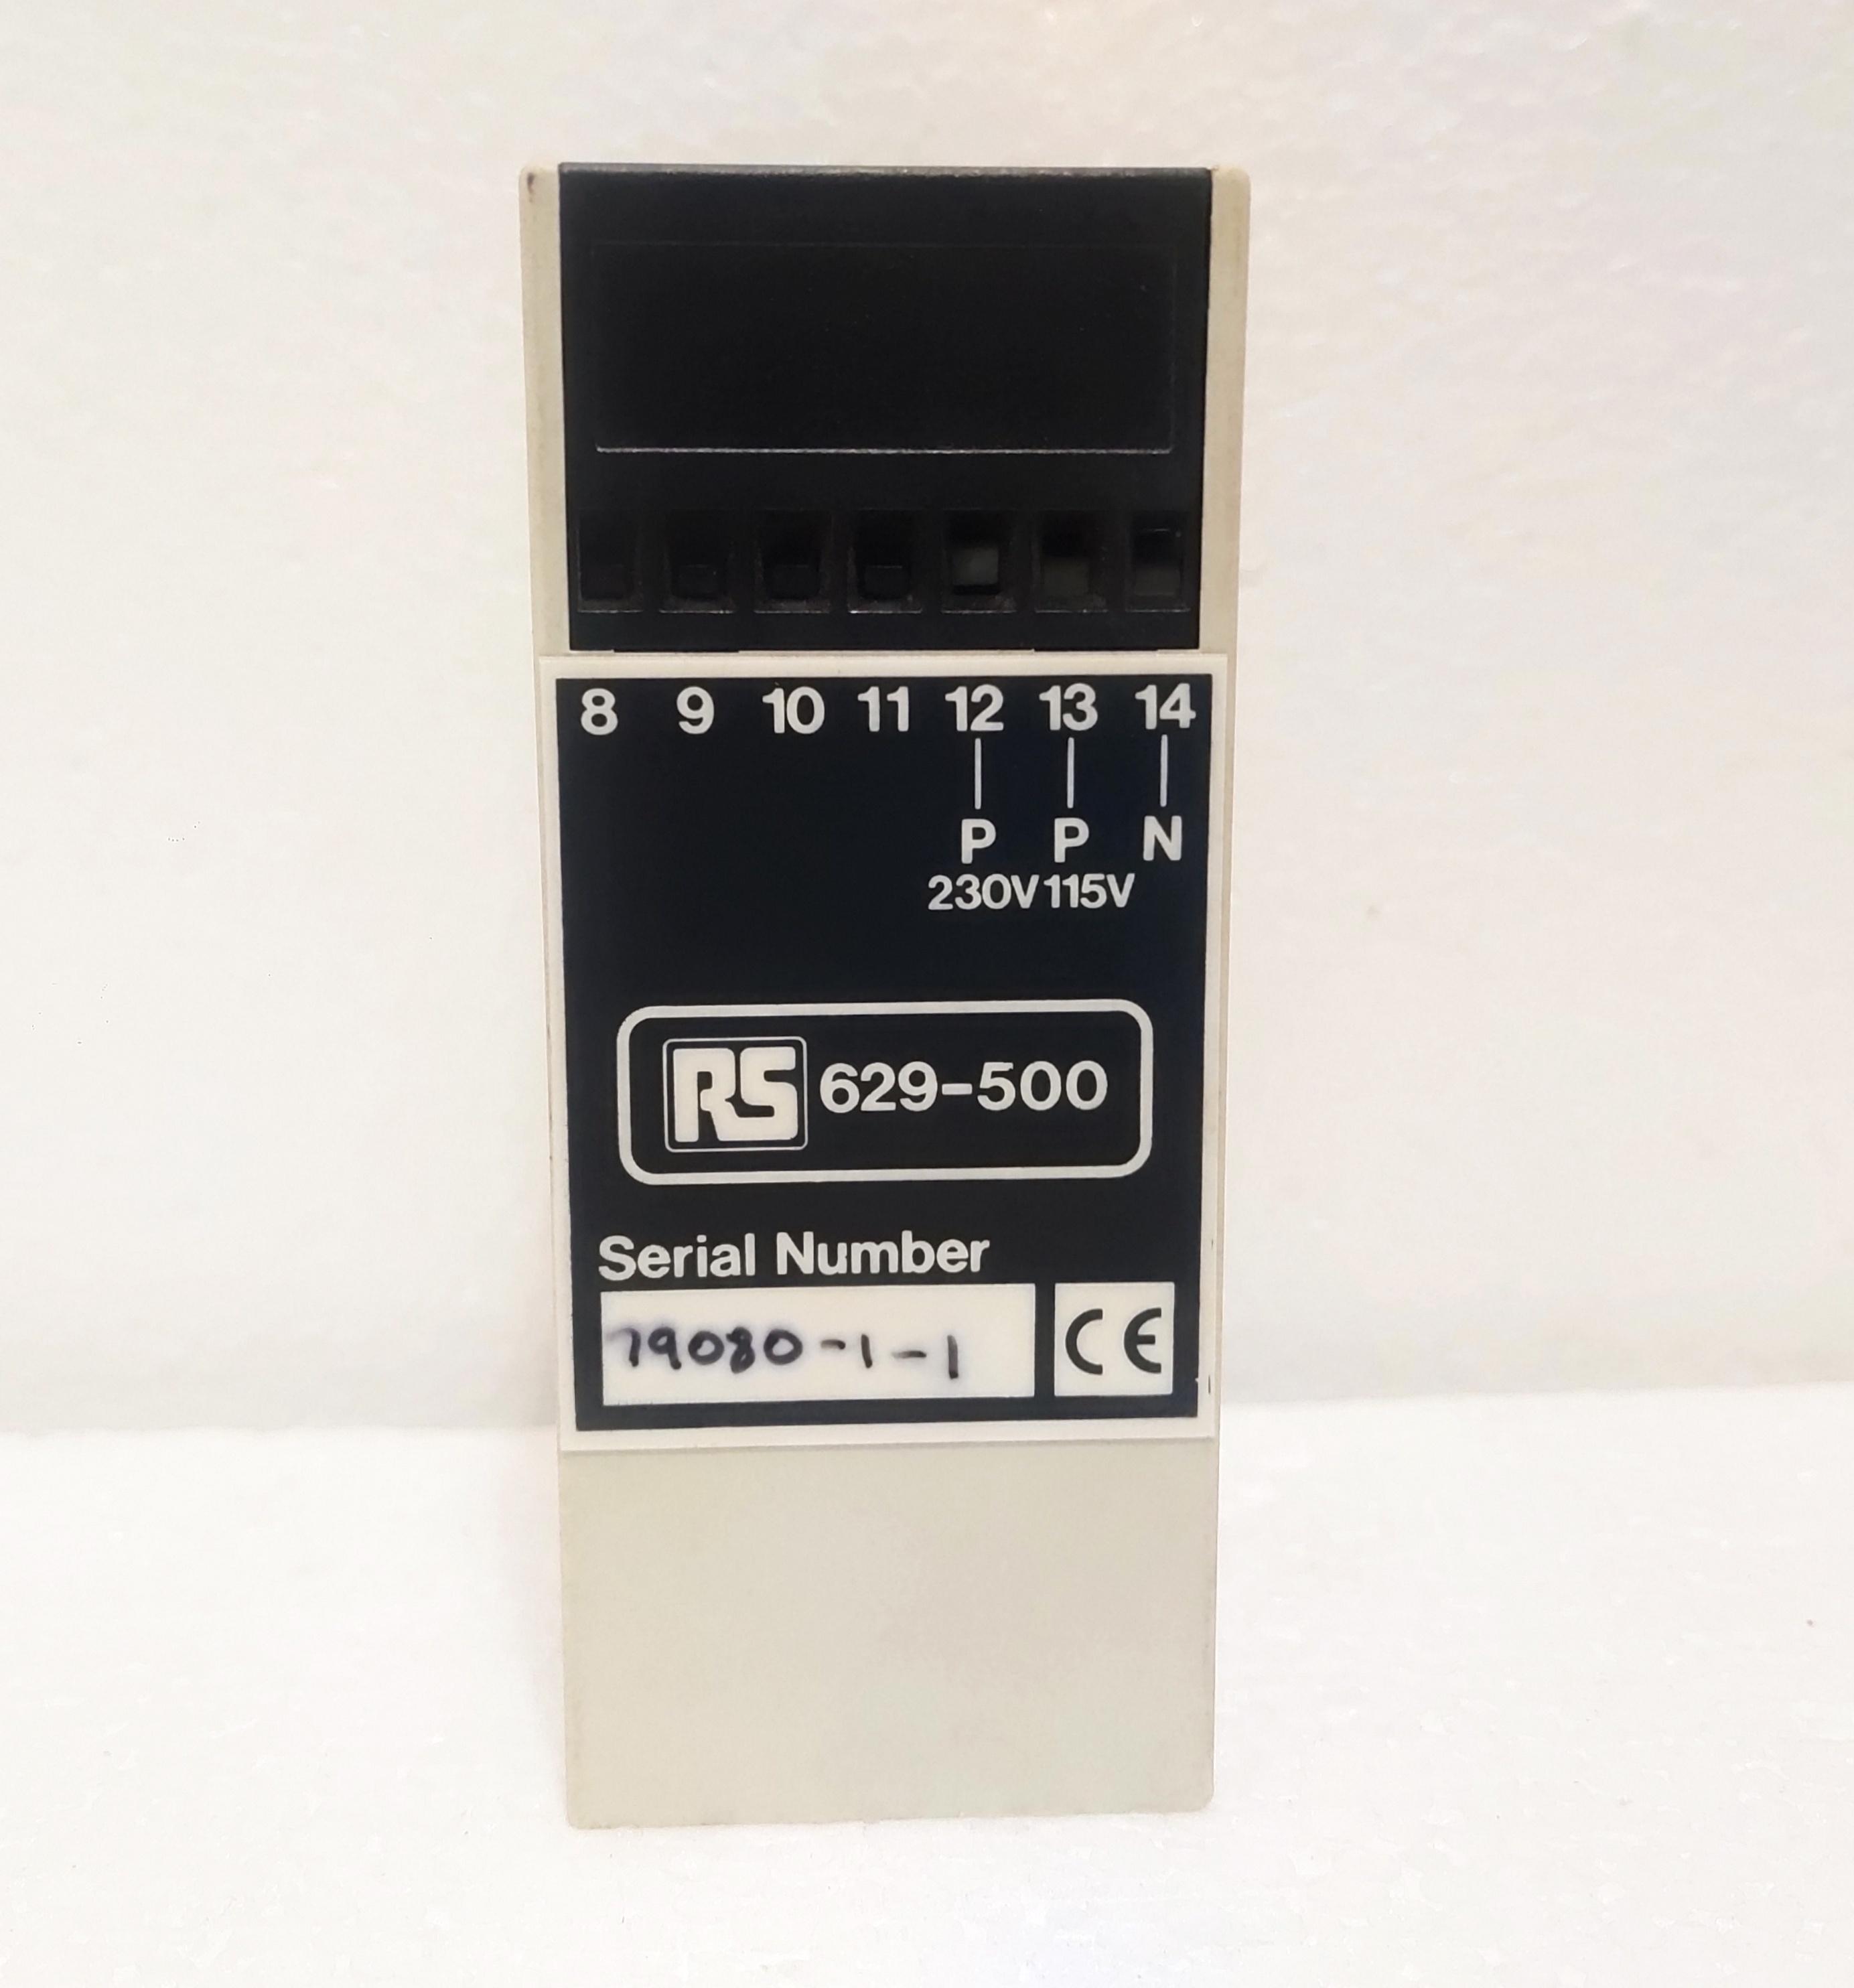 8 9 10 11 12 13 14
P P N
230V 115V
RS 629-500
Serial Number
79080-1-1 CE